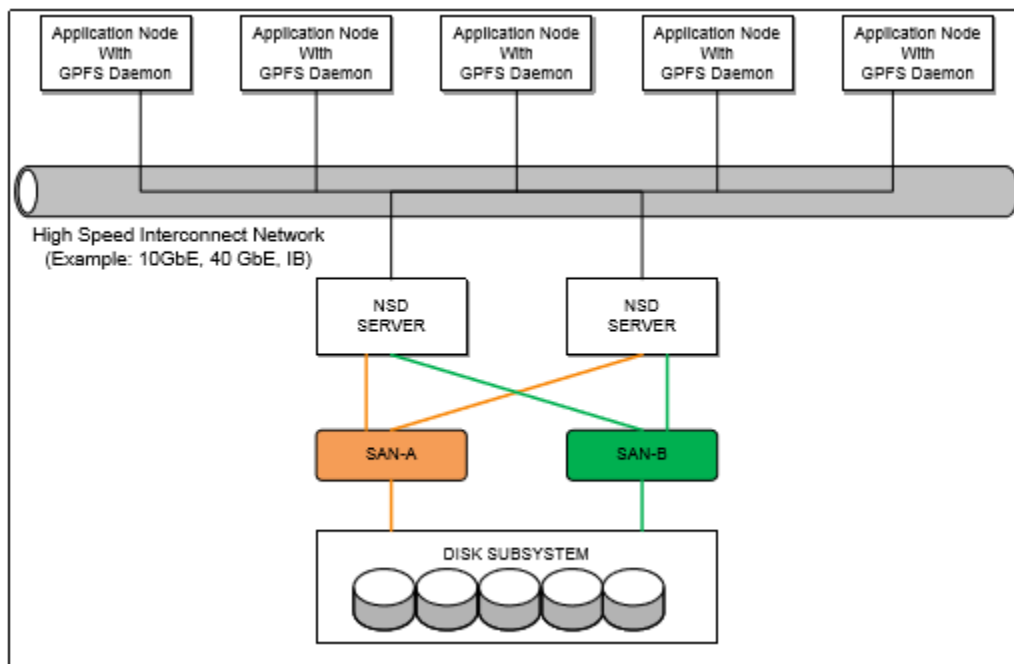 Application Node
With
GPFS Daemon
Application Node
With
GPFS Daemon
Application Node
With
GPFS Daemon
Application Node
With
GPFS Daemon
Application Node
With
GPFS Daemon
High Speed Interconnect Network
(Example: 10GbE, 40 GbE, IB)
NSD
SERVER
NSD
SERVER
SAN-A
SAN-B
DISK SUBSYSTEM